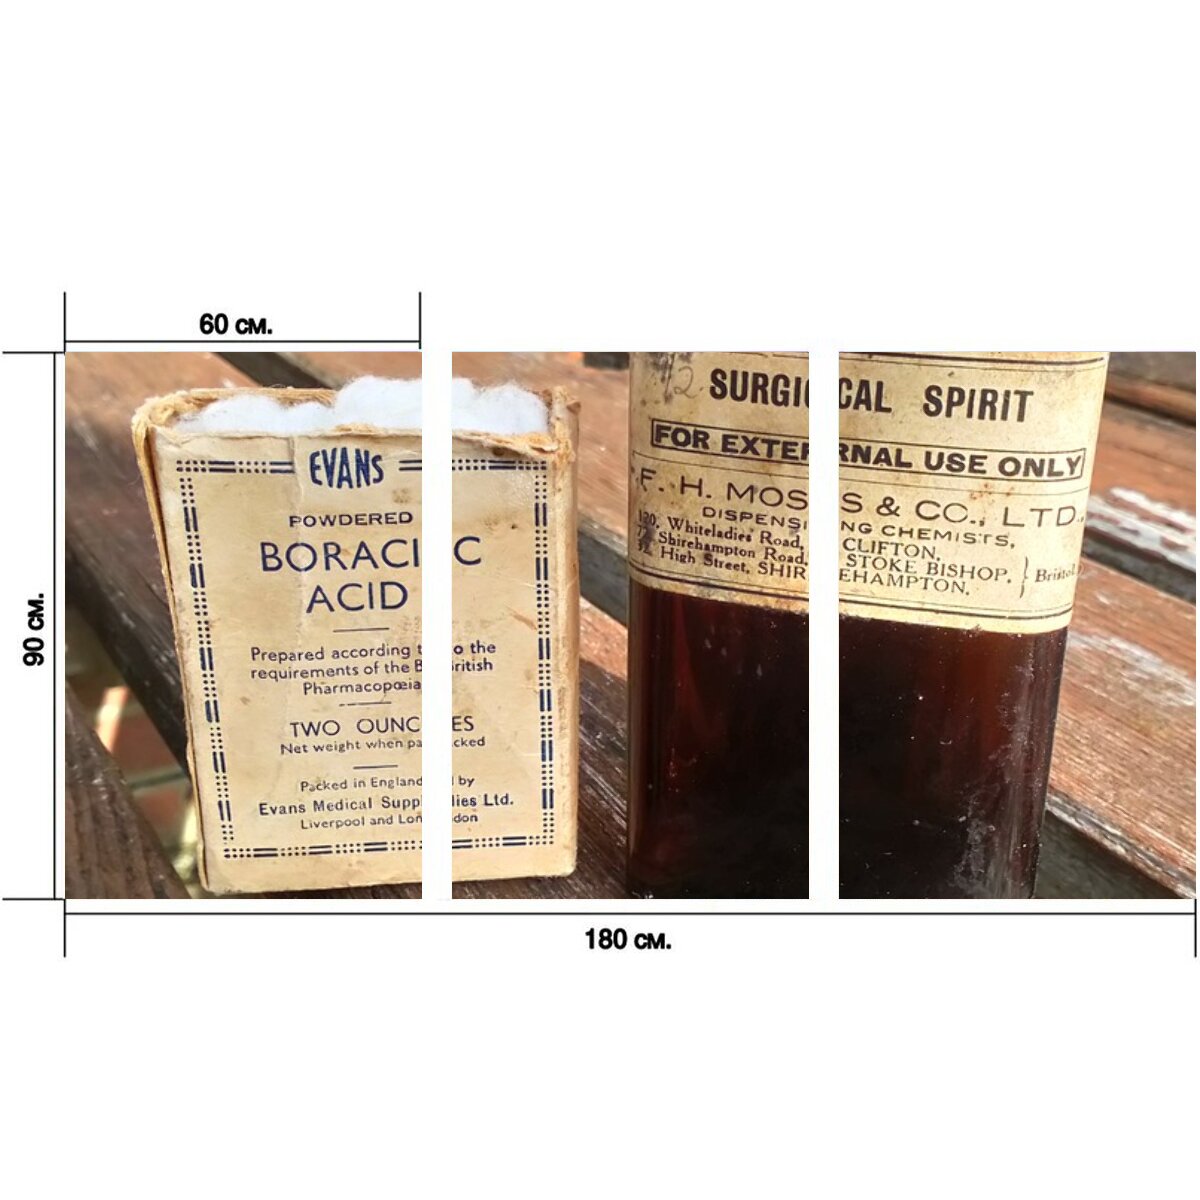 60 см.
90 см.
EVANS
POWDERED
BORACIC
ACID
Prepared according to the
requirements of the British
Pharmacopœia
TWO OUNCES
Net weight when packed
Packed in England by
Evans Medical Supplies Ltd.
Liverpool and London
SURGICAL SPIRIT
FOR EXTERNAL USE ONLY
F. H. MOSS & CO., LTD.
DISPENSING CHEMISTS,
Whiteladies Road, CLIFTON,
Shirehampton Road, STOKE BISHOP,
High Street, SHIREHAMPTON,
Bristol
180 см.